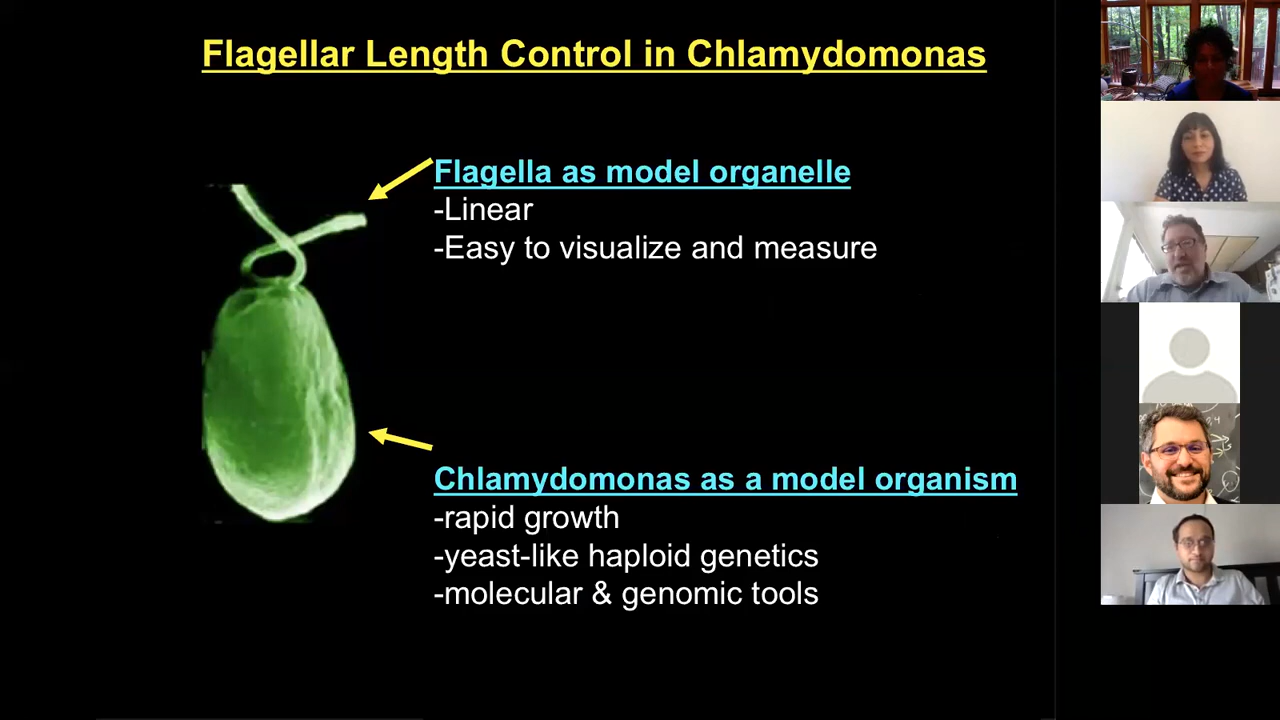 Flagellar Length Control in Chlamydomonas
Flagella as model organelle
-Linear
-Easy to visualize and measure
Chlamydomonas as a model organism
-rapid growth
-yeast-like haploid genetics
-molecular & genomic tools